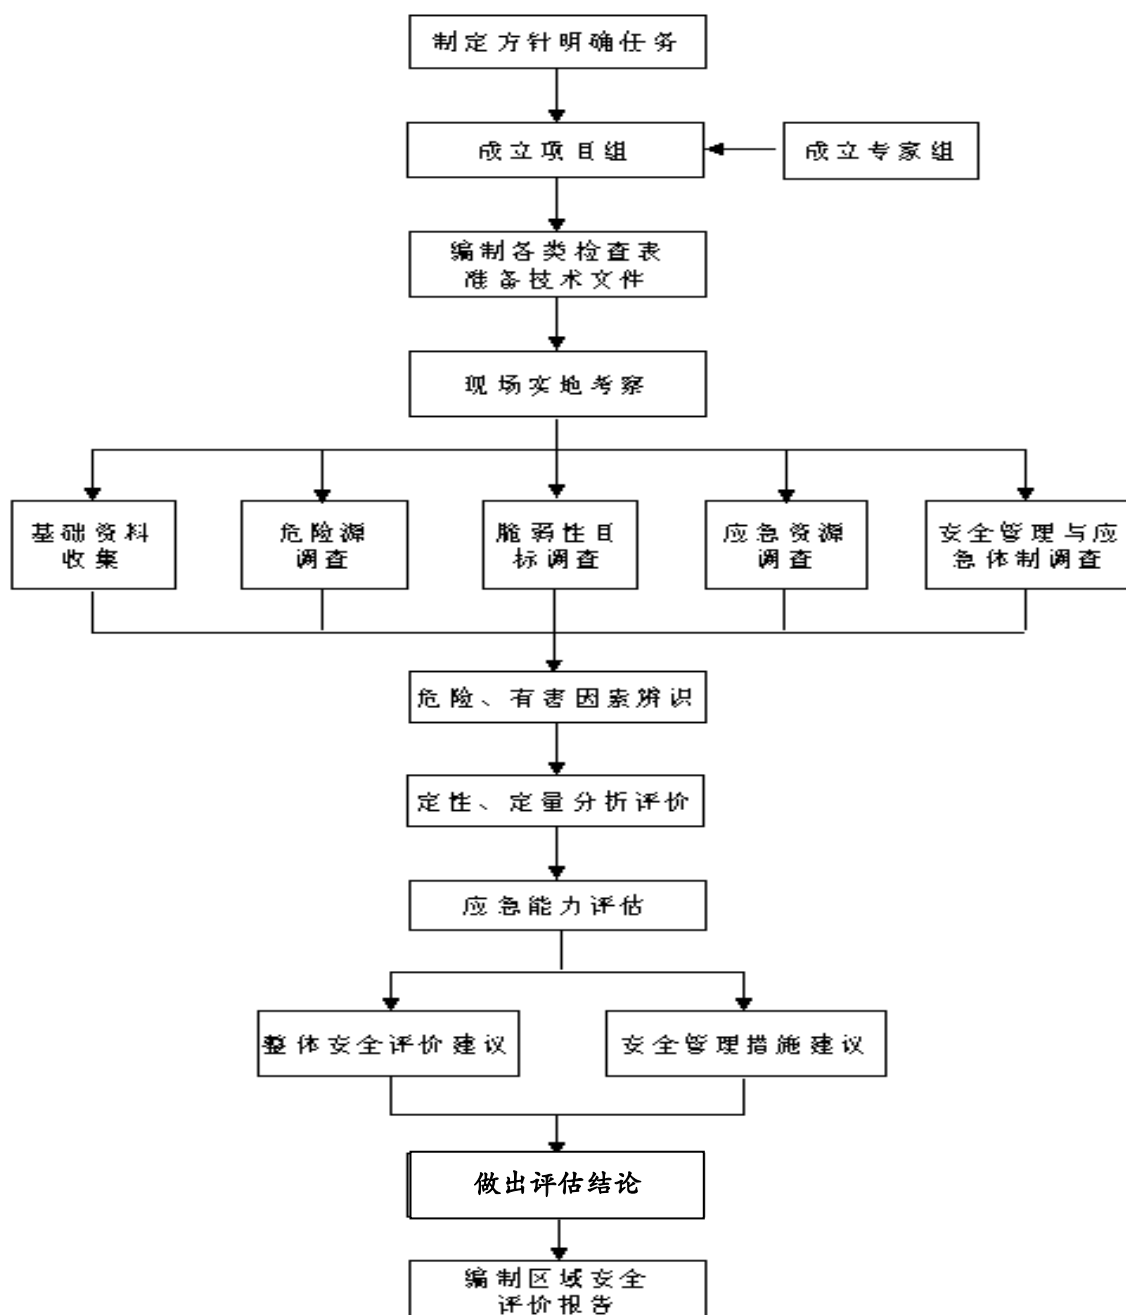 制定方针明确任务
成立项目组
成立专家组
编制各类检查表
准备技术文件
现场实地考察
基础资料
收集
危险源
调查
脆弱性目
标调查
应急资源
调查
安全管理与应
急体制调查
危险、有害因素辨识
定性、定量分析评价
应急能力评估
整体安全评价建议
安全管理措施建议
做出评估结论
编制区域安全
评价报告